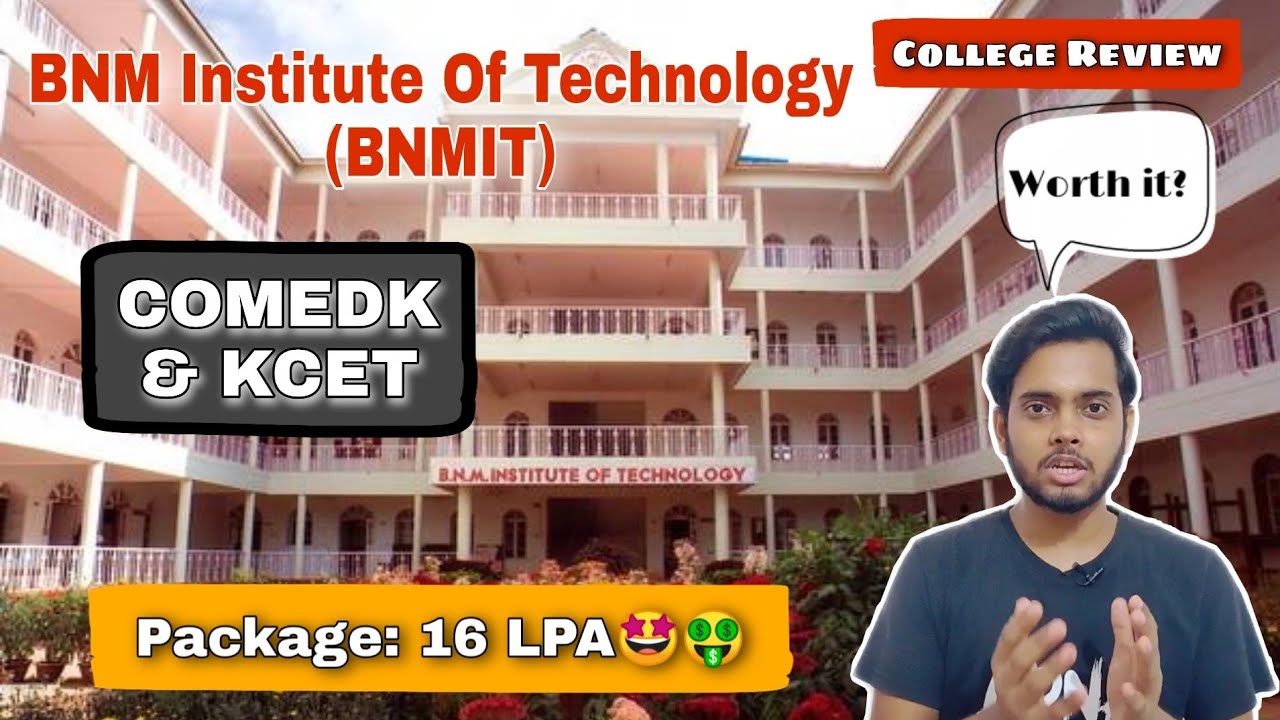 BNM Institute Of Technology
(BNMIT)
COLLEGE REVIEW
Worth it?
COMEDK
& KCET
B.N.M.INSTITUTE OF TECHNOLOGY
Package: 16 LPA🤩🤑